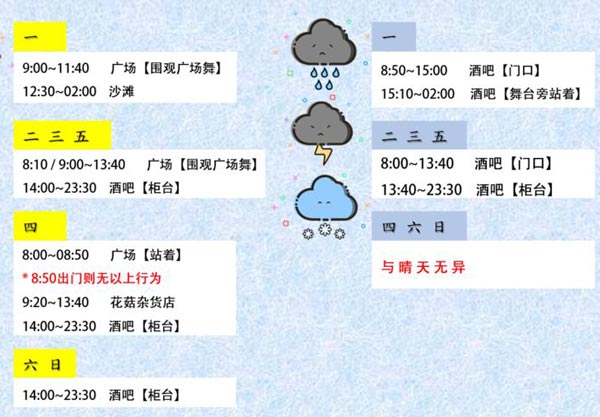 一
9:00~11:40 广场【围观广场舞】
12:30~02:00 沙滩
二 三 五
8:10 / 9:00~13:40 广场【围观广场舞】
14:00~23:30 酒吧【柜台】
四
8:00~08:50 广场【站着】
* 8:50出门则无以上行为
9:20~13:40 花菇杂货店
14:00~23:30 酒吧【柜台】
六 日
14:00~23:30 酒吧【柜台】
一
8:50~15:00 酒吧【门口】
15:10~02:00 酒吧【舞台旁站着】
二 三 五
8:00~13:40 酒吧【门口】
13:40~23:30 酒吧【柜台】
四 六 日
与 晴 天 无 异